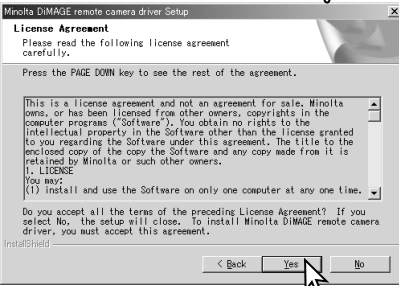 Minolta DiMAGE remote camera driver Setup
License Agreement
Please read the following license agreement
carefully.
Press the PAGE DOWN key to see the rest of the agreement.
This is a license agreement and not an agreement for sale. Minolta
owns, or has been licensed from other owners, copyrights in the
computer programs ("Software"). You obtain no rights to the
intellectual property in the Software other than the license granted
to you regarding the Software under this agreement. The title to the
enclosed copy of the copy the Software and any copy made from it is
retained by Minolta or such other owners.
1. LICENSE
You may:
(1) install and use the Software on only one computer at any one time.
Do you accept all the terms of the preceding License Agreement? If you
select No, the setup will close. To install Minolta DiMAGE remote camera
driver, you must accept this agreement.
InstallShield
< Back Yes No